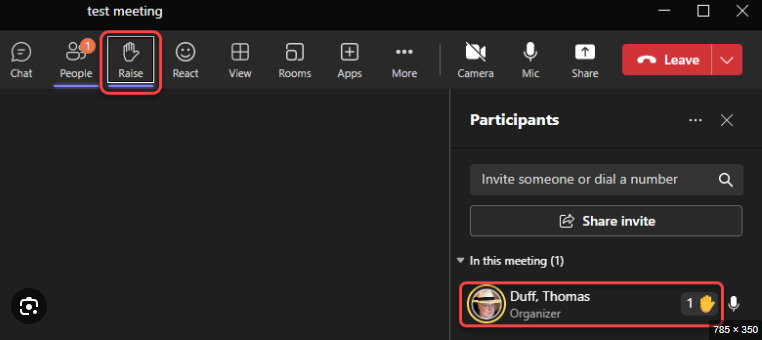 test meeting
1
Chat People Raise React View Rooms Apps More Camera Mic Share Leave
Participants
Invite someone or dial a number
Share invite
In this meeting (1)
Duff, Thomas
1
Organizer
785 × 350